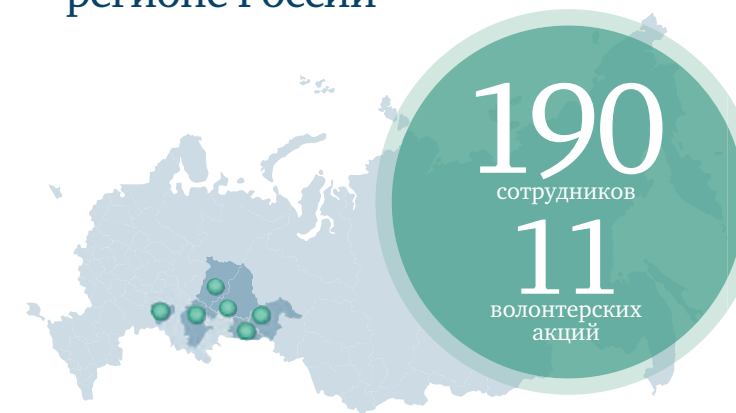 регионе России
190
сотрудников
11
волонтерских
акций